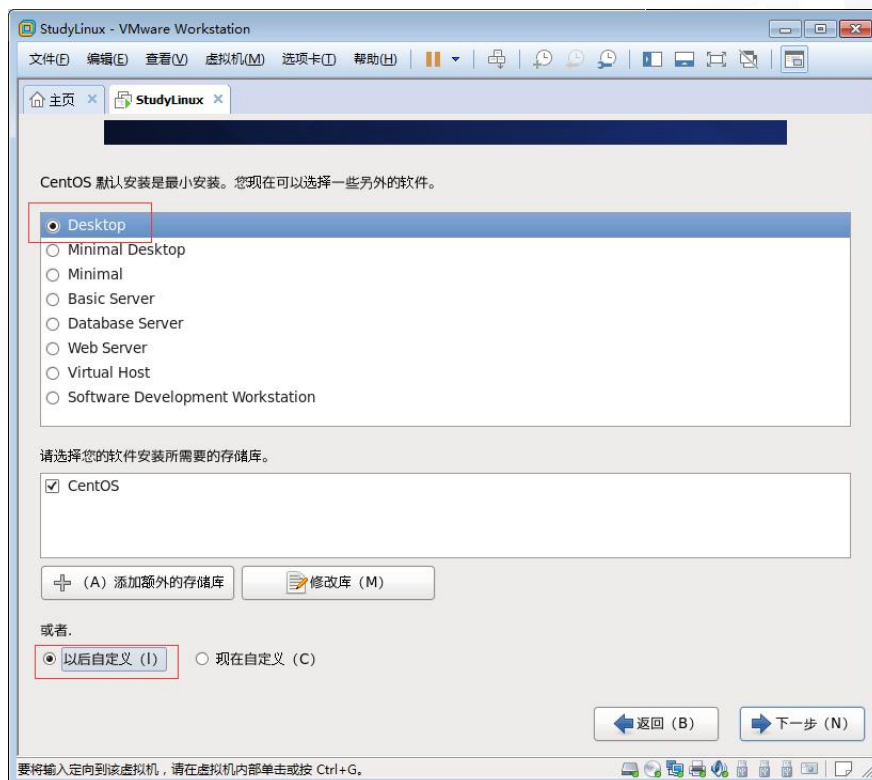 StudyLinux - VMware Workstation
文件(F) 编辑(E) 查看(V) 虚拟机(M) 选项卡(T) 帮助(H)
主页 StudyLinux
CentOS 默认安装是最小安装。您现在可以选择一些另外的软件。
Desktop
Minimal Desktop
Minimal
Basic Server
Database Server
Web Server
Virtual Host
Software Development Workstation
请选择您的软件安装所需要的存储库。
CentOS
(A) 添加额外的存储库 修改库 (M)
或者.
以后自定义 (I) 现在自定义 (C)
返回 (B) 下一步 (N)
要将输入定向到该虚拟机，请在虚拟机内部单击或按 Ctrl+G。